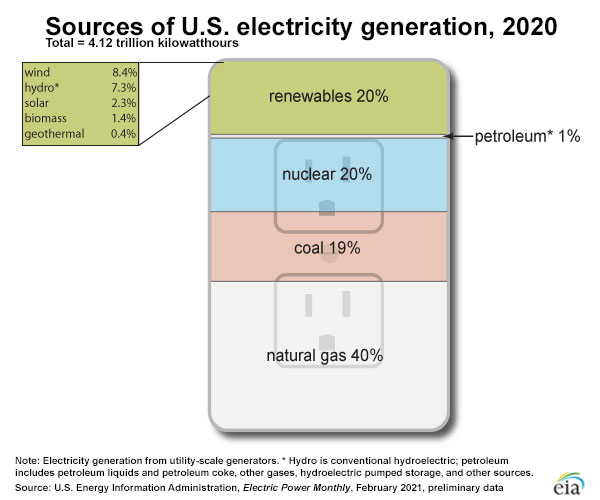 Sources of U.S. electricity generation, 2020
Total = 4.12 trillion kilowatthours
wind 8.4%
hydro* 7.3%
solar 2.3%
biomass 1.4%
geothermal 0.4%
renewables 20%
petroleum* 1%
nuclear 20%
coal 19%
natural gas 40%
Note: Electricity generation from utility-scale generators. * Hydro is conventional hydroelectric; petroleum
includes petroleum liquids and petroleum coke, other gases, hydroelectric pumped storage, and other sources.
Source: U.S. Energy Information Administration, Electric Power Monthly, February 2021, preliminary data
eia